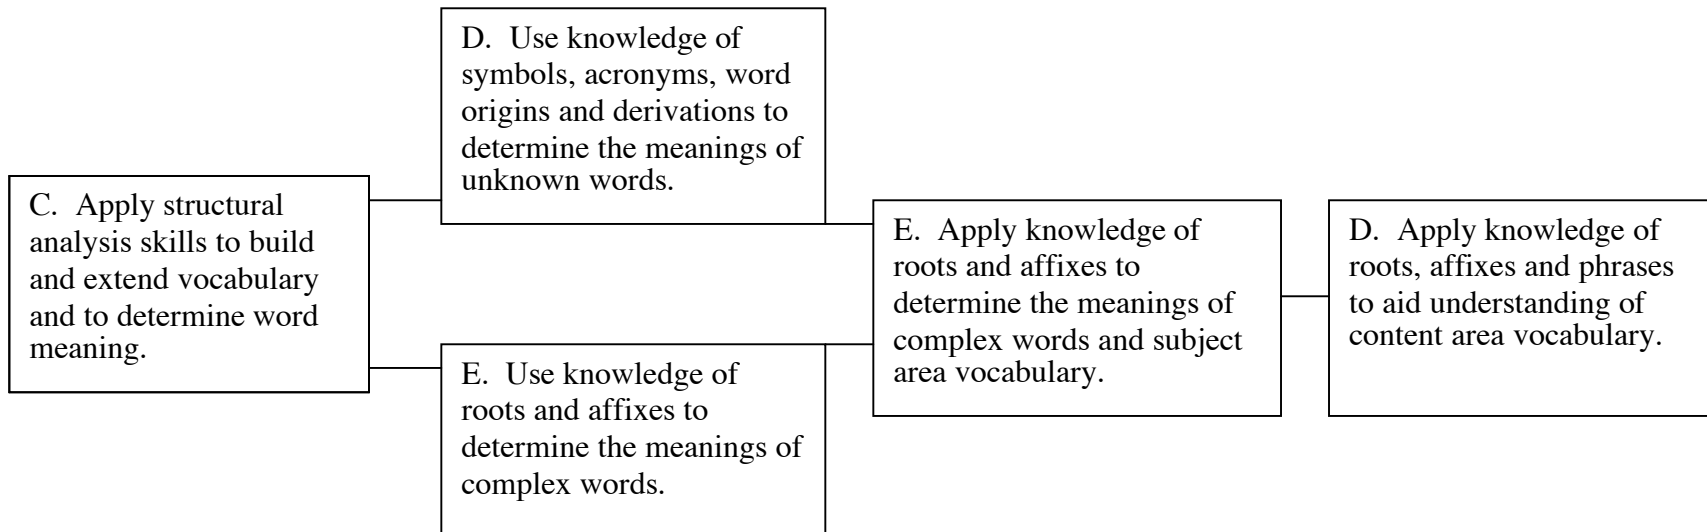 C. Apply structural
analysis skills to build
and extend vocabulary
and to determine word
meaning.
D. Use knowledge of
symbols, acronyms, word
origins and derivations to
determine the meanings of
unknown words.
E. Use knowledge of
roots and affixes to
determine the meanings of
complex words.
E. Apply knowledge of
roots and affixes to
determine the meanings of
complex words and subject
area vocabulary.
D. Apply knowledge of
roots, affixes and phrases
to aid understanding of
content area vocabulary.